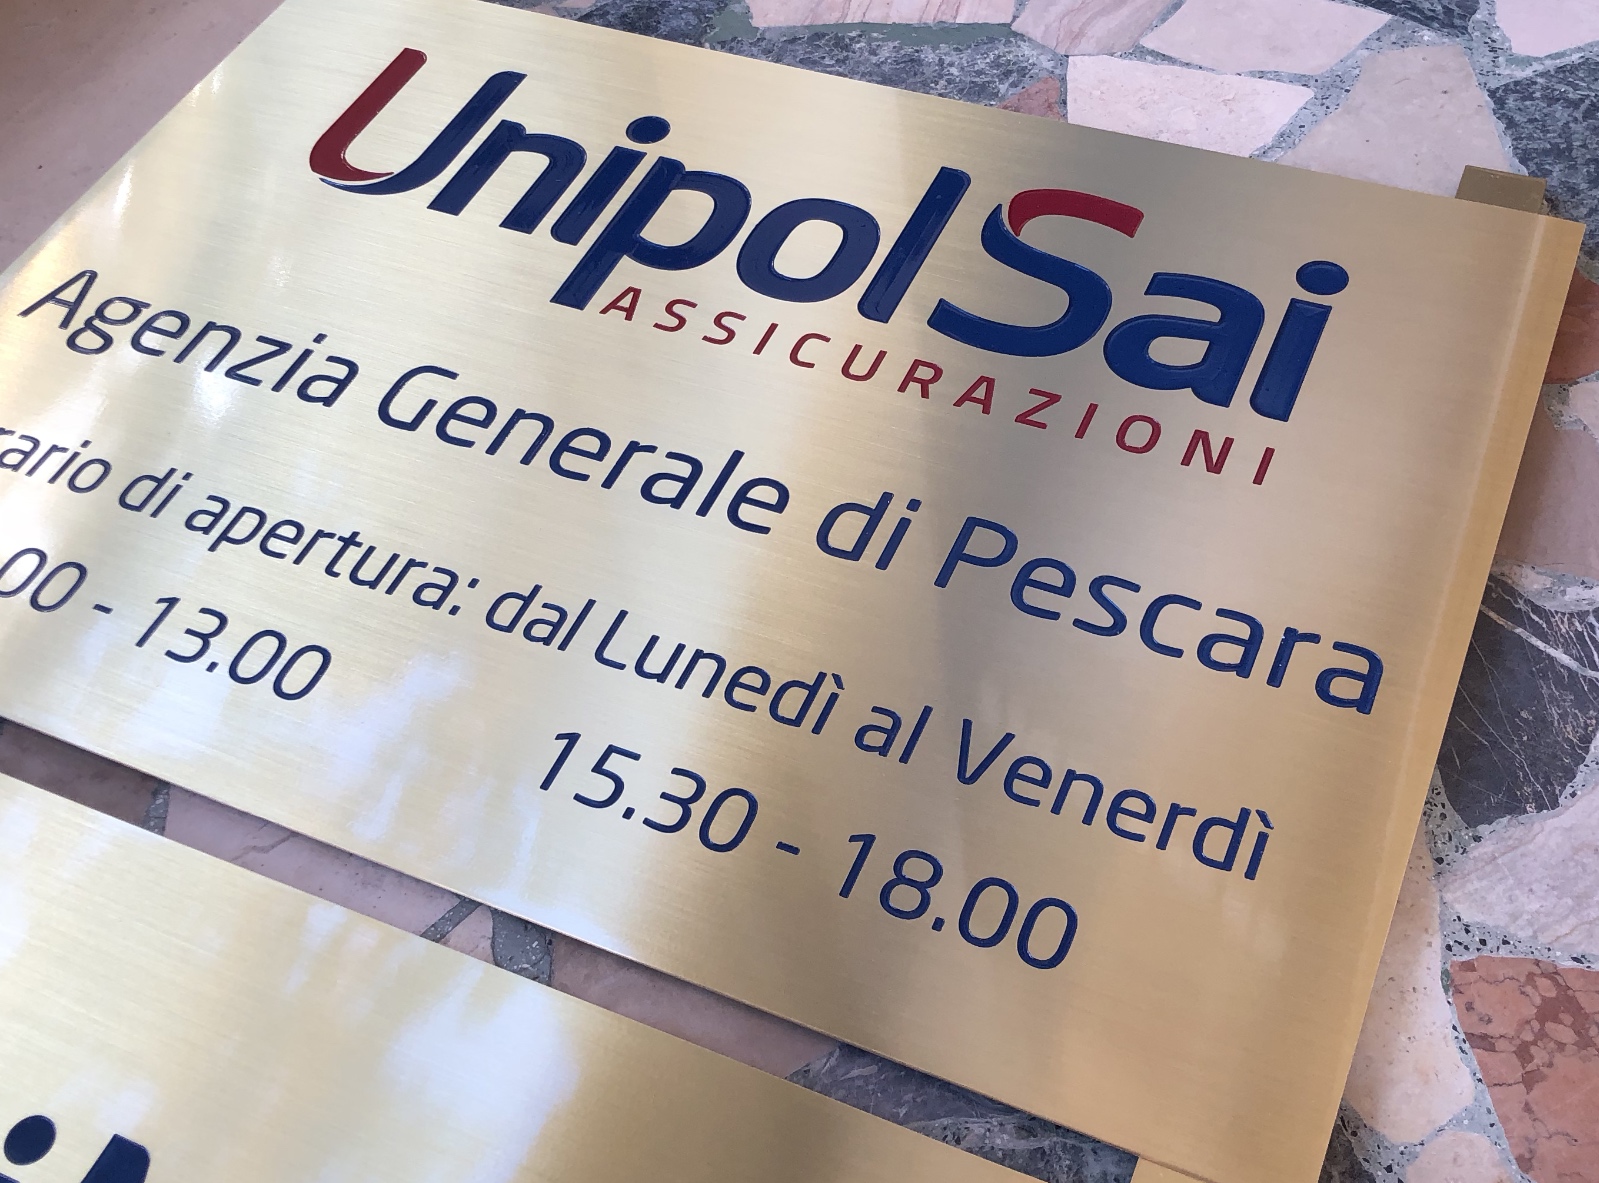 UnipolSai
ASSICURAZIONI
Agenzia Generale di Pescara
rario di apertura: dal Lunedì al Venerdì
00 - 13.00 15.30 - 18.00